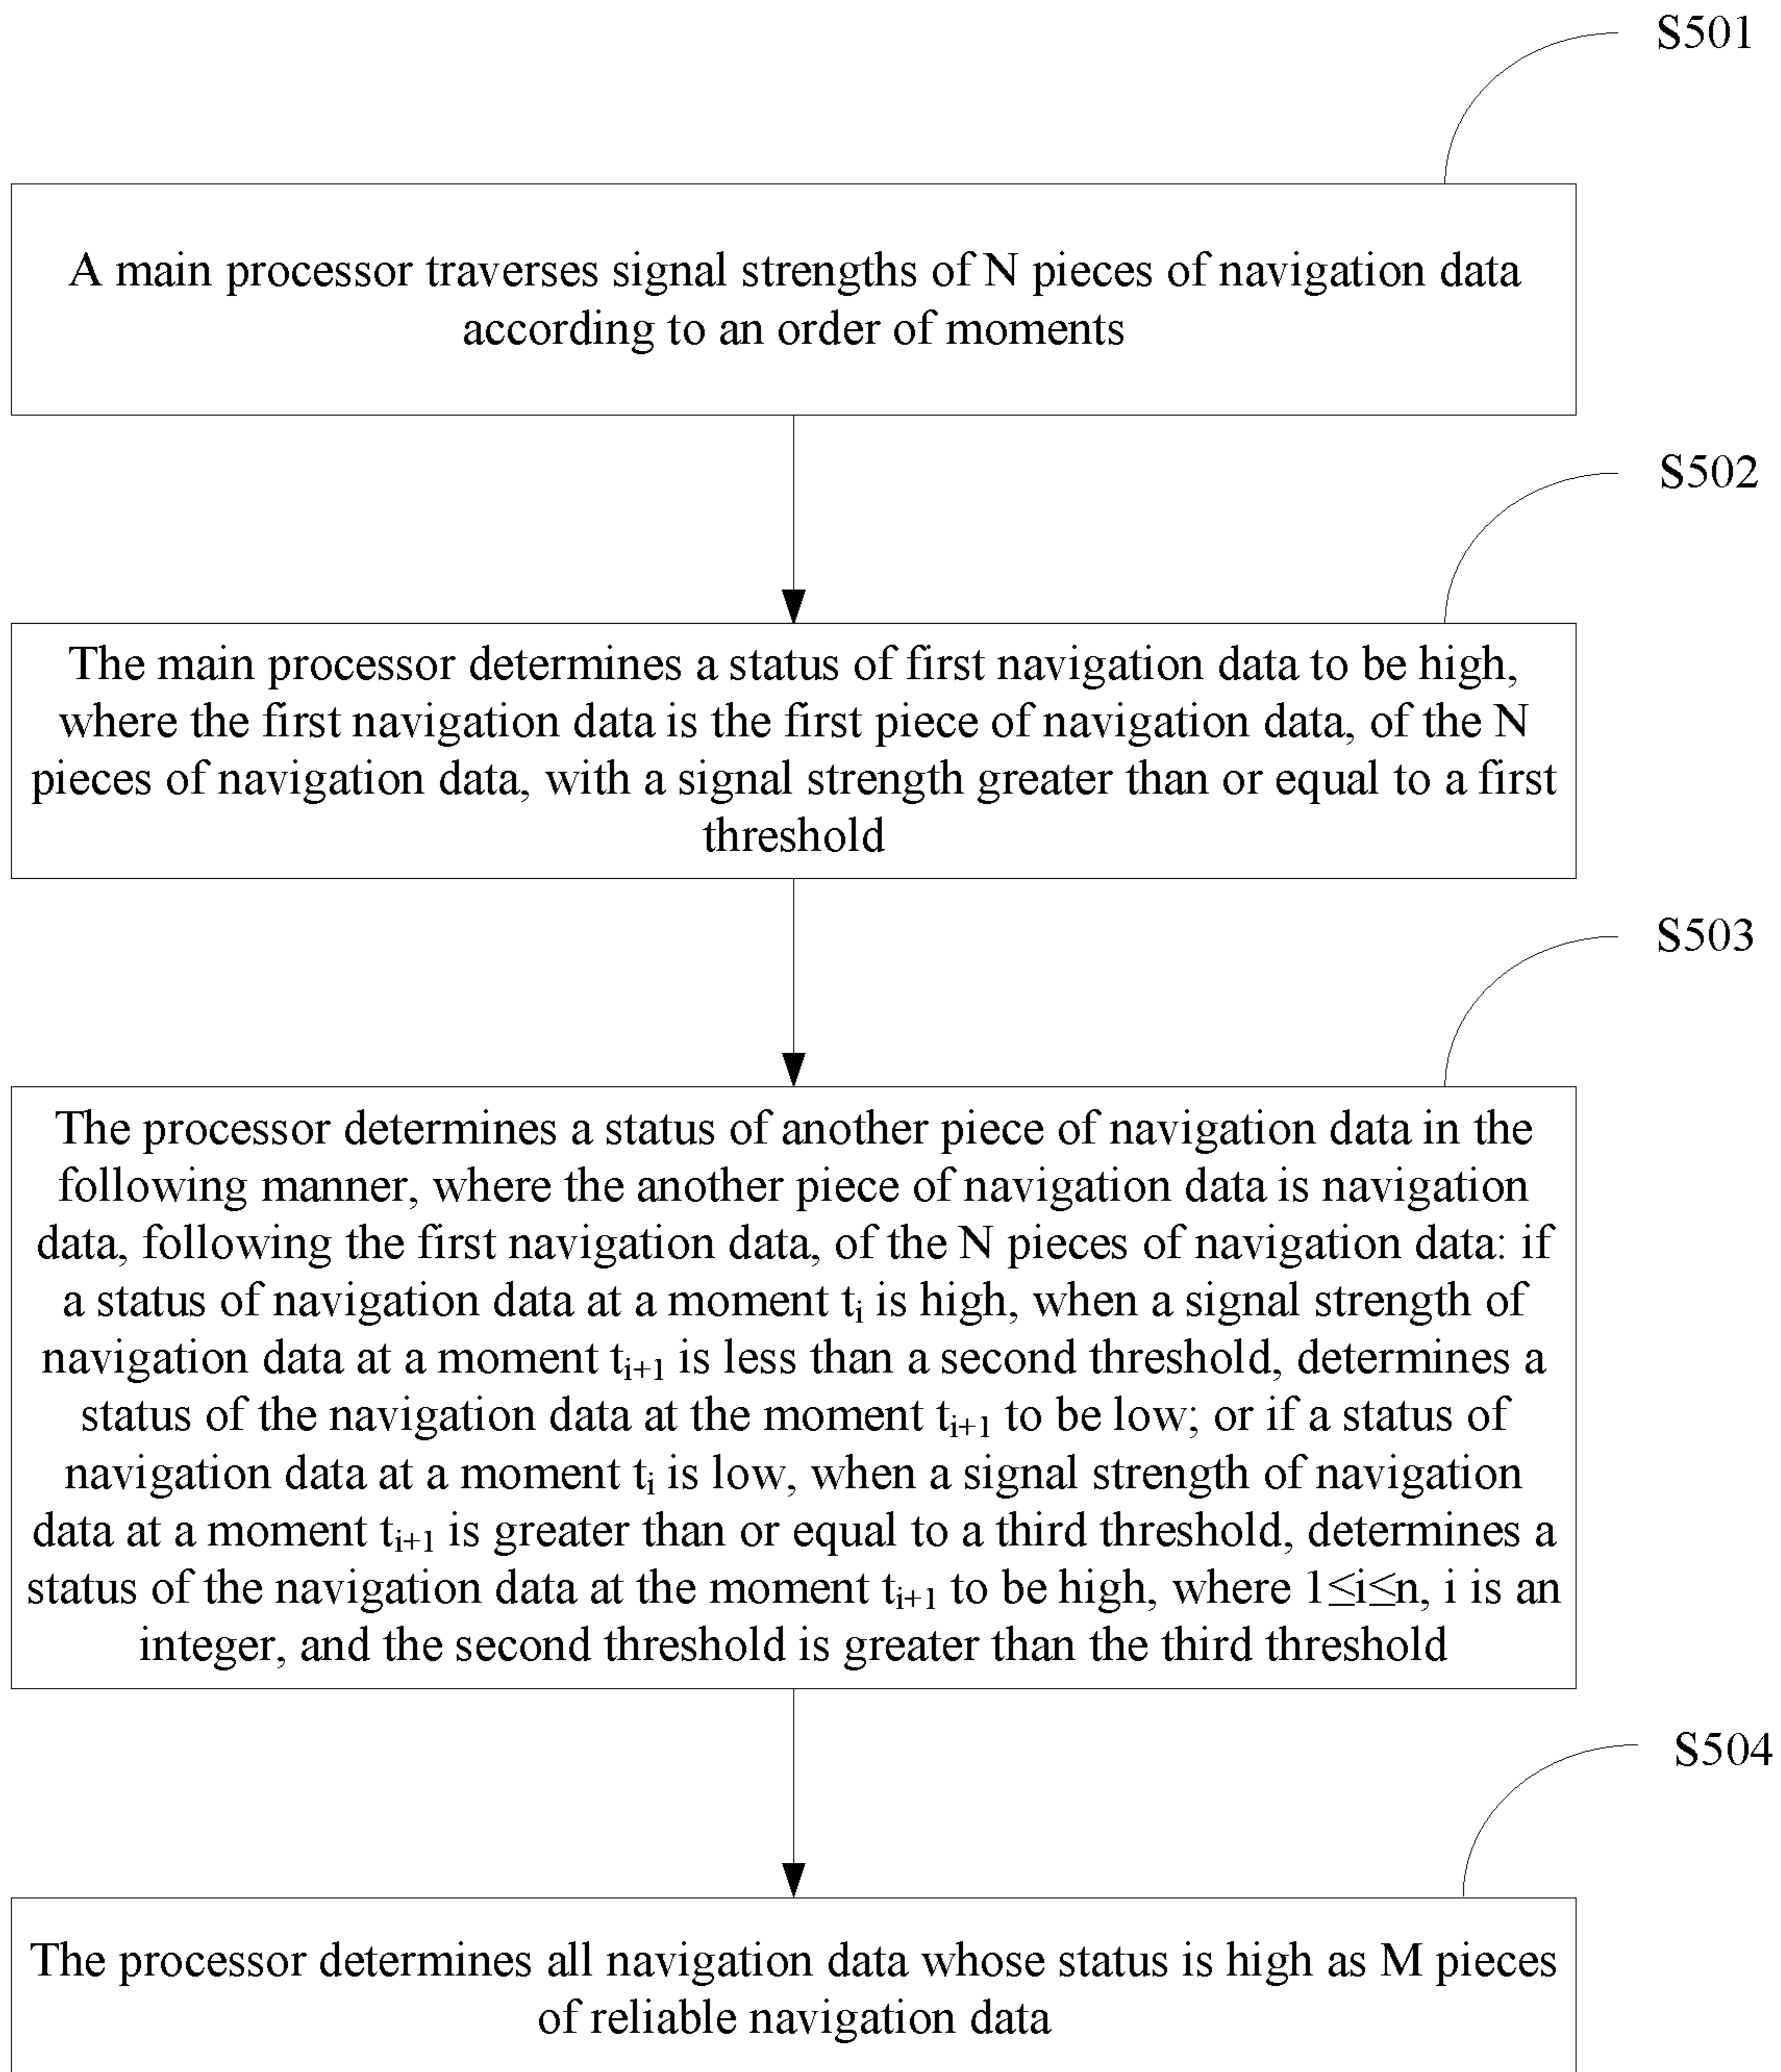 S501
A main processor traverses signal strengths of N pieces of navigation data
according to an order of moments
S502
The main processor determines a status of first navigation data to be high,
where the first navigation data is the first piece of navigation data, of the N
pieces of navigation data, with a signal strength greater than or equal to a first
threshold
S503
The processor determines a status of another piece of navigation data in the
following manner, where the another piece of navigation data is navigation
data, following the first navigation data, of the N pieces of navigation data: if
a status of navigation data at a moment tᵢ is high, when a signal strength of
navigation data at a moment tᵢ₊₁ is less than a second threshold, determines a
status of the navigation data at the moment tᵢ₊₁ to be low; or if a status of
navigation data at a moment tᵢ is low, when a signal strength of navigation
data at a moment tᵢ₊₁ is greater than or equal to a third threshold, determines a
status of the navigation data at the moment tᵢ₊₁ to be high, where 1≤i≤n, i is an
integer, and the second threshold is greater than the third threshold
S504
The processor determines all navigation data whose status is high as M pieces
of reliable navigation data